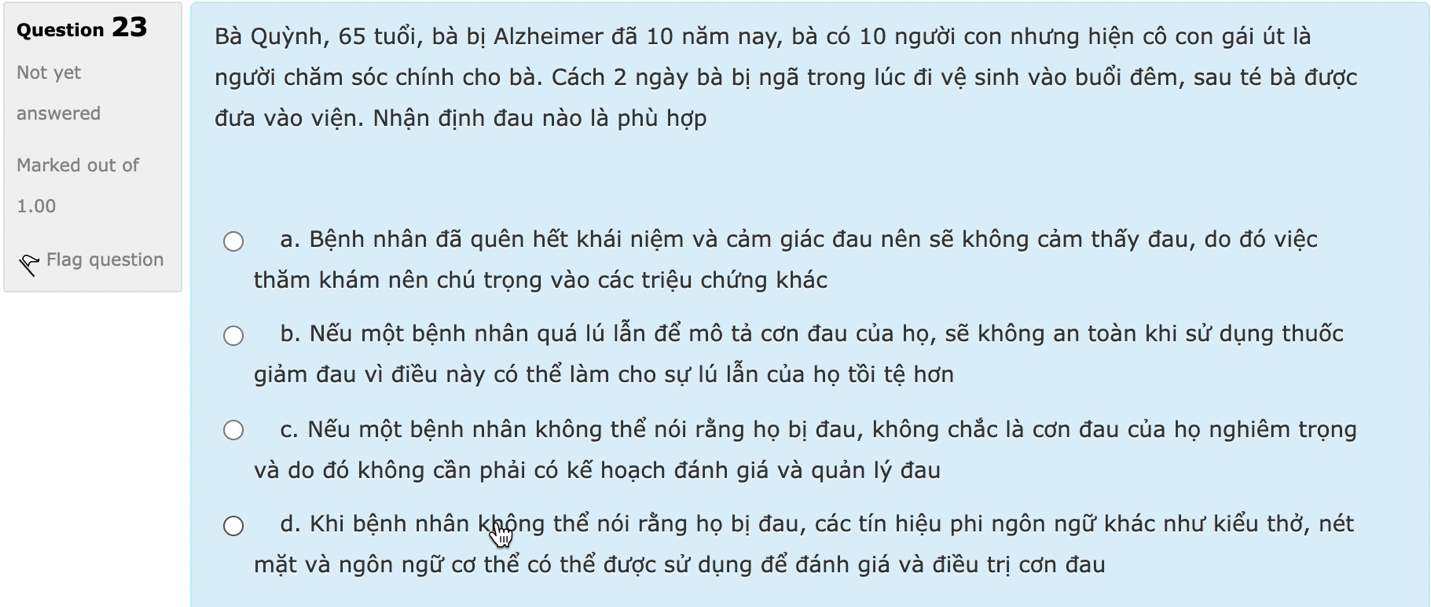 Question 23
Not yet
answered
Marked out of
1.00
Flag question
Bà Quỳnh, 65 tuổi, bà bị Alzheimer đã 10 năm nay, bà có 10 người con nhưng hiện cô con gái út là
người chăm sóc chính cho bà. Cách 2 ngày bà bị ngã trong lúc đi vệ sinh vào buổi đêm, sau té bà được
đưa vào viện. Nhận định đau nào là phù hợp
a. Bệnh nhân đã quên hết khái niệm và cảm giác đau nên sẽ không cảm thấy đau, do đó việc
thăm khám nên chú trọng vào các triệu chứng khác
b. Nếu một bệnh nhân quá lú lẫn để mô tả cơn đau của họ, sẽ không an toàn khi sử dụng thuốc
giảm đau vì điều này có thể làm cho sự lú lẫn của họ tồi tệ hơn
c. Nếu một bệnh nhân không thể nói rằng họ bị đau, không chắc là cơn đau của họ nghiêm trọng
và do đó không cần phải có kế hoạch đánh giá và quản lý đau
d. Khi bệnh nhân không thể nói rằng họ bị đau, các tín hiệu phi ngôn ngữ khác như kiểu thở, nét
mặt và ngôn ngữ cơ thể có thể được sử dụng để đánh giá và điều trị cơn đau